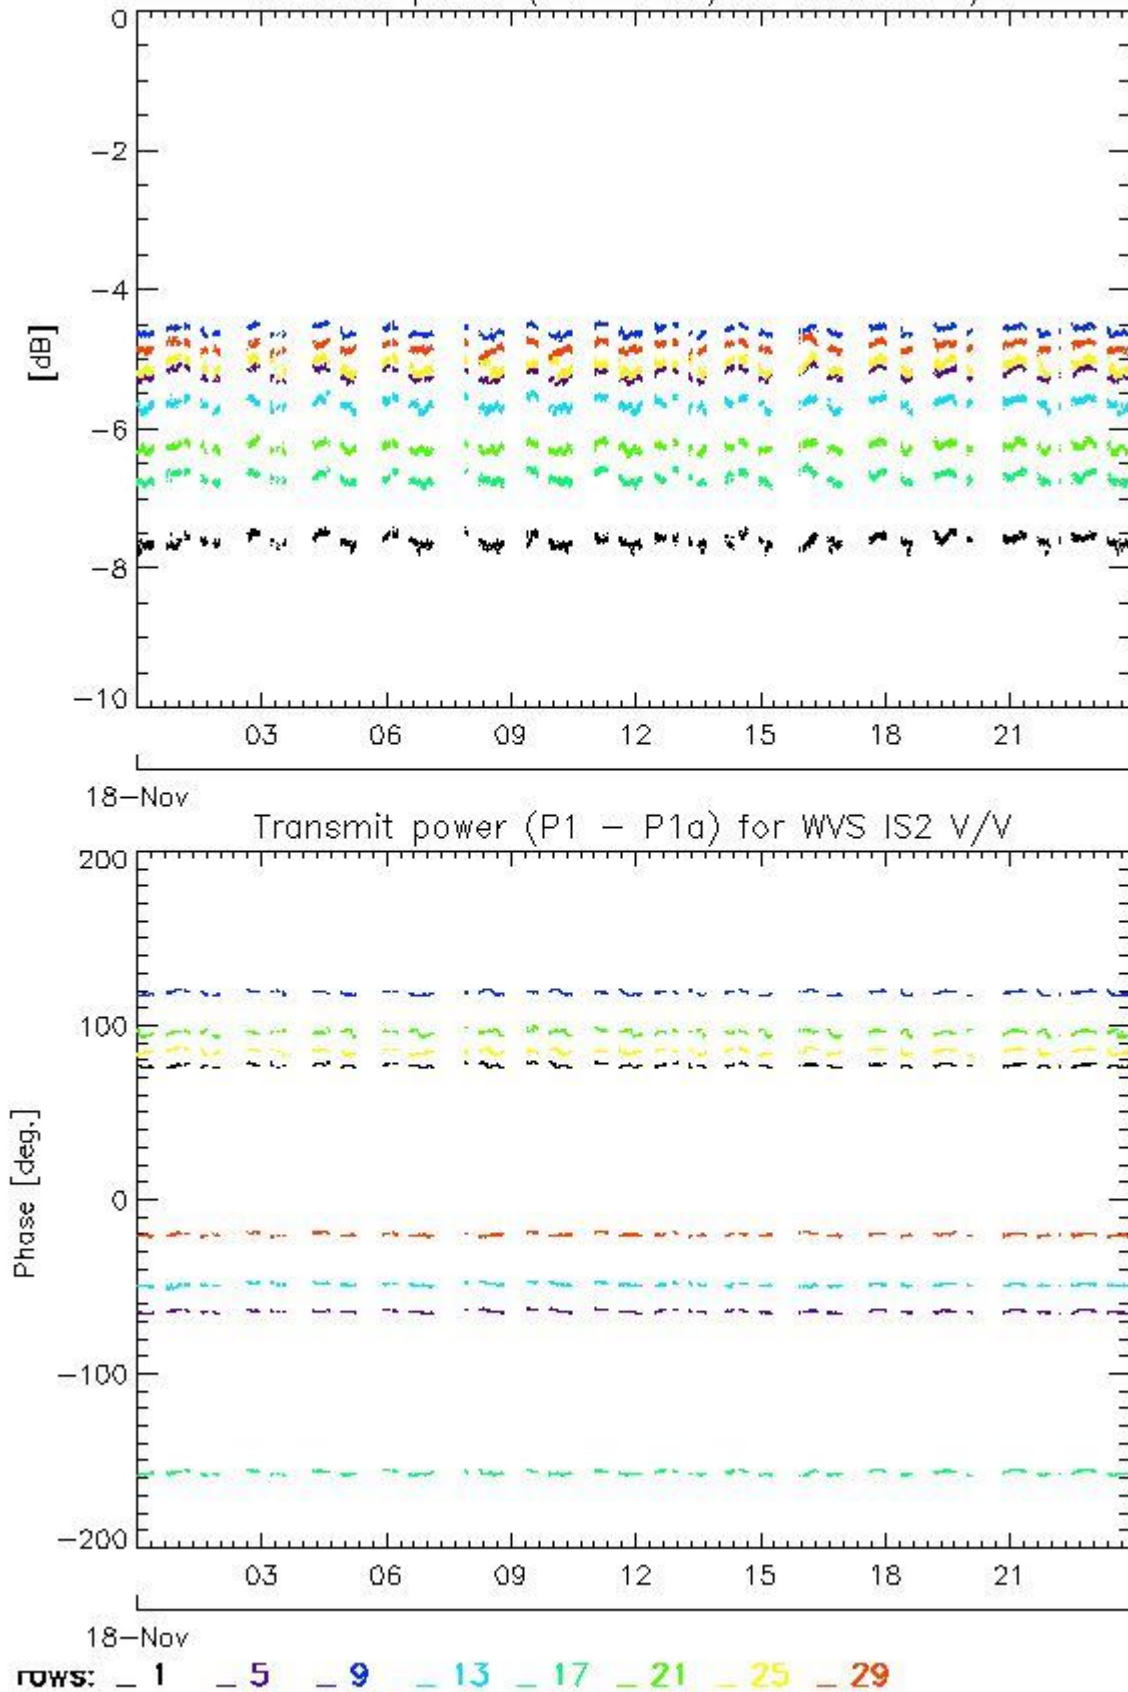 0
-2
-4
[dB]
-6
-8
-10
03 06 09 12 15 18 21
18-Nov
Transmit power (P1 - P1a) for WVS IS2 V/V
200
100
0
Phase [deg.]
-100
-200
03 06 09 12 15 18 21
18-Nov
rows: _ 1 _ 5 _ 9 _ 13 _ 17 _ 21 _ 25 _ 29